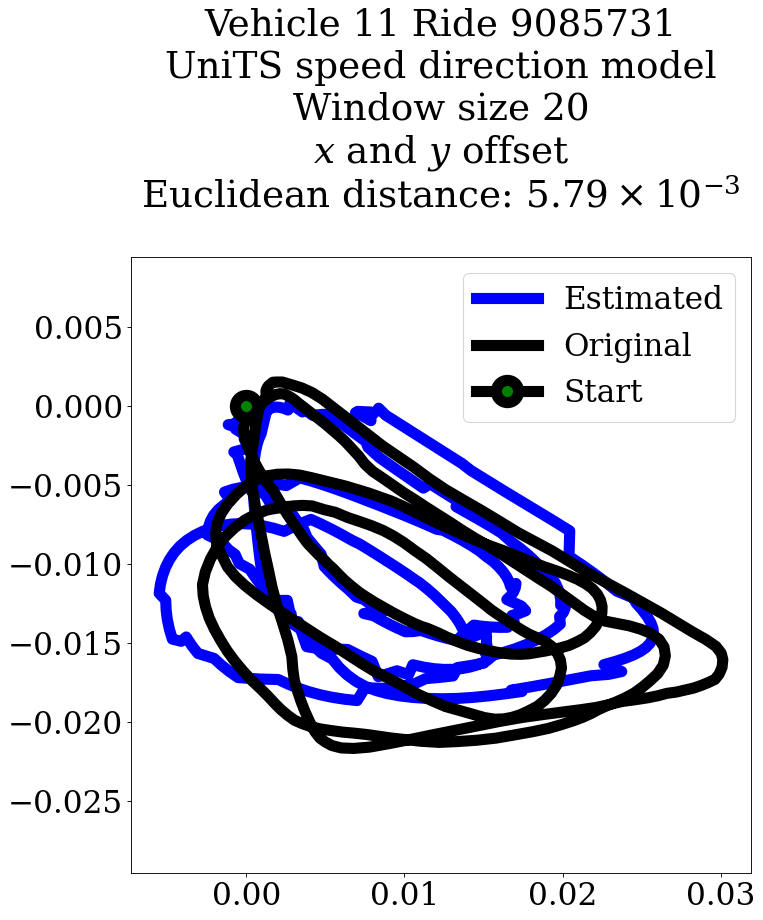 Vehicle 11 Ride 9085731
UniTS speed direction model
Window size 20
x and y offset
Euclidean distance: 5.79 × 10⁻³
Estimated
Original
Start
0.005
0.000
−0.005
−0.010
−0.015
−0.020
−0.025
0.00 0.01 0.02 0.03